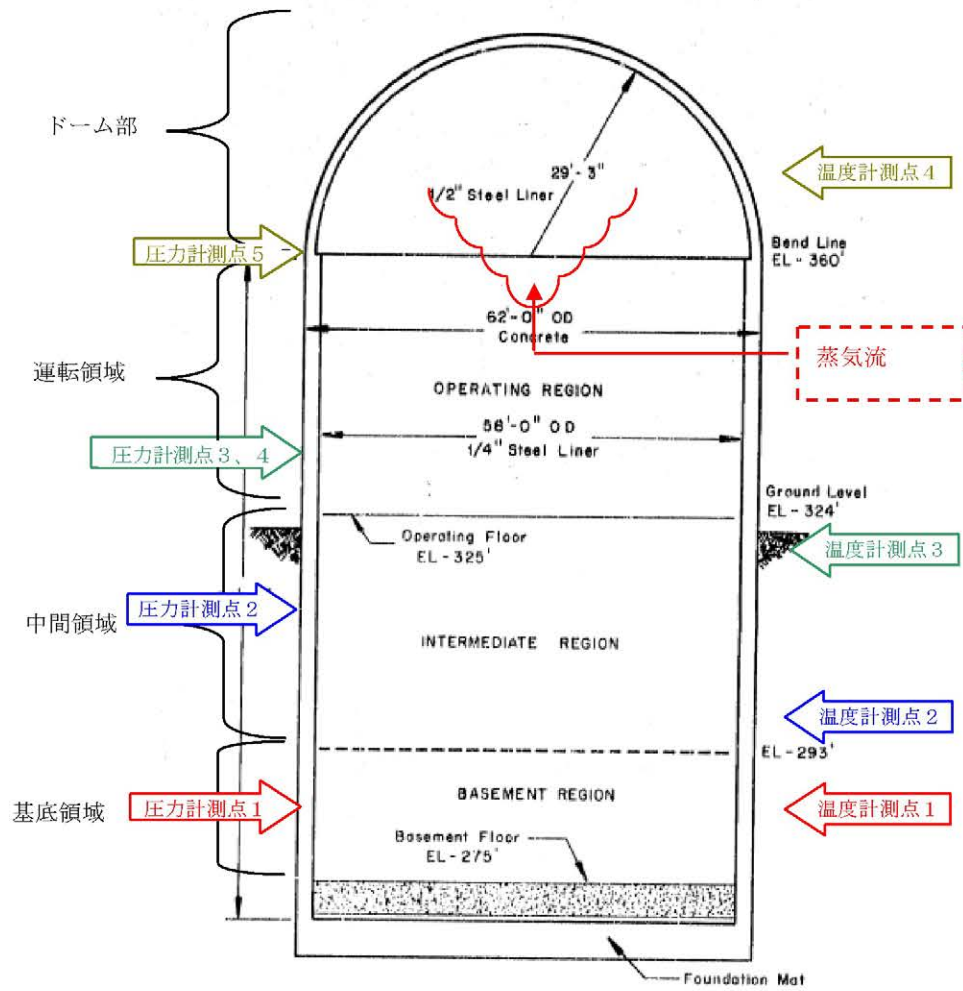 ドーム部
29'-3"
1/2" Steel Liner
温度計測点4
圧力計測点5
Bend Line
EL-360'
62'-0" OD
Concrete
蒸気流
運転領域
OPERATING REGION
56'-0" OD
1/4" Steel Liner
圧力計測点3、4
Ground Level
EL-324'
Operating Floor
EL-325'
温度計測点3
圧力計測点2
中間領域
INTERMEDIATE REGION
温度計測点2
EL-293'
基底領域
圧力計測点1
BASEMENT REGION
温度計測点1
Basement Floor
EL-275'
Foundation Mat